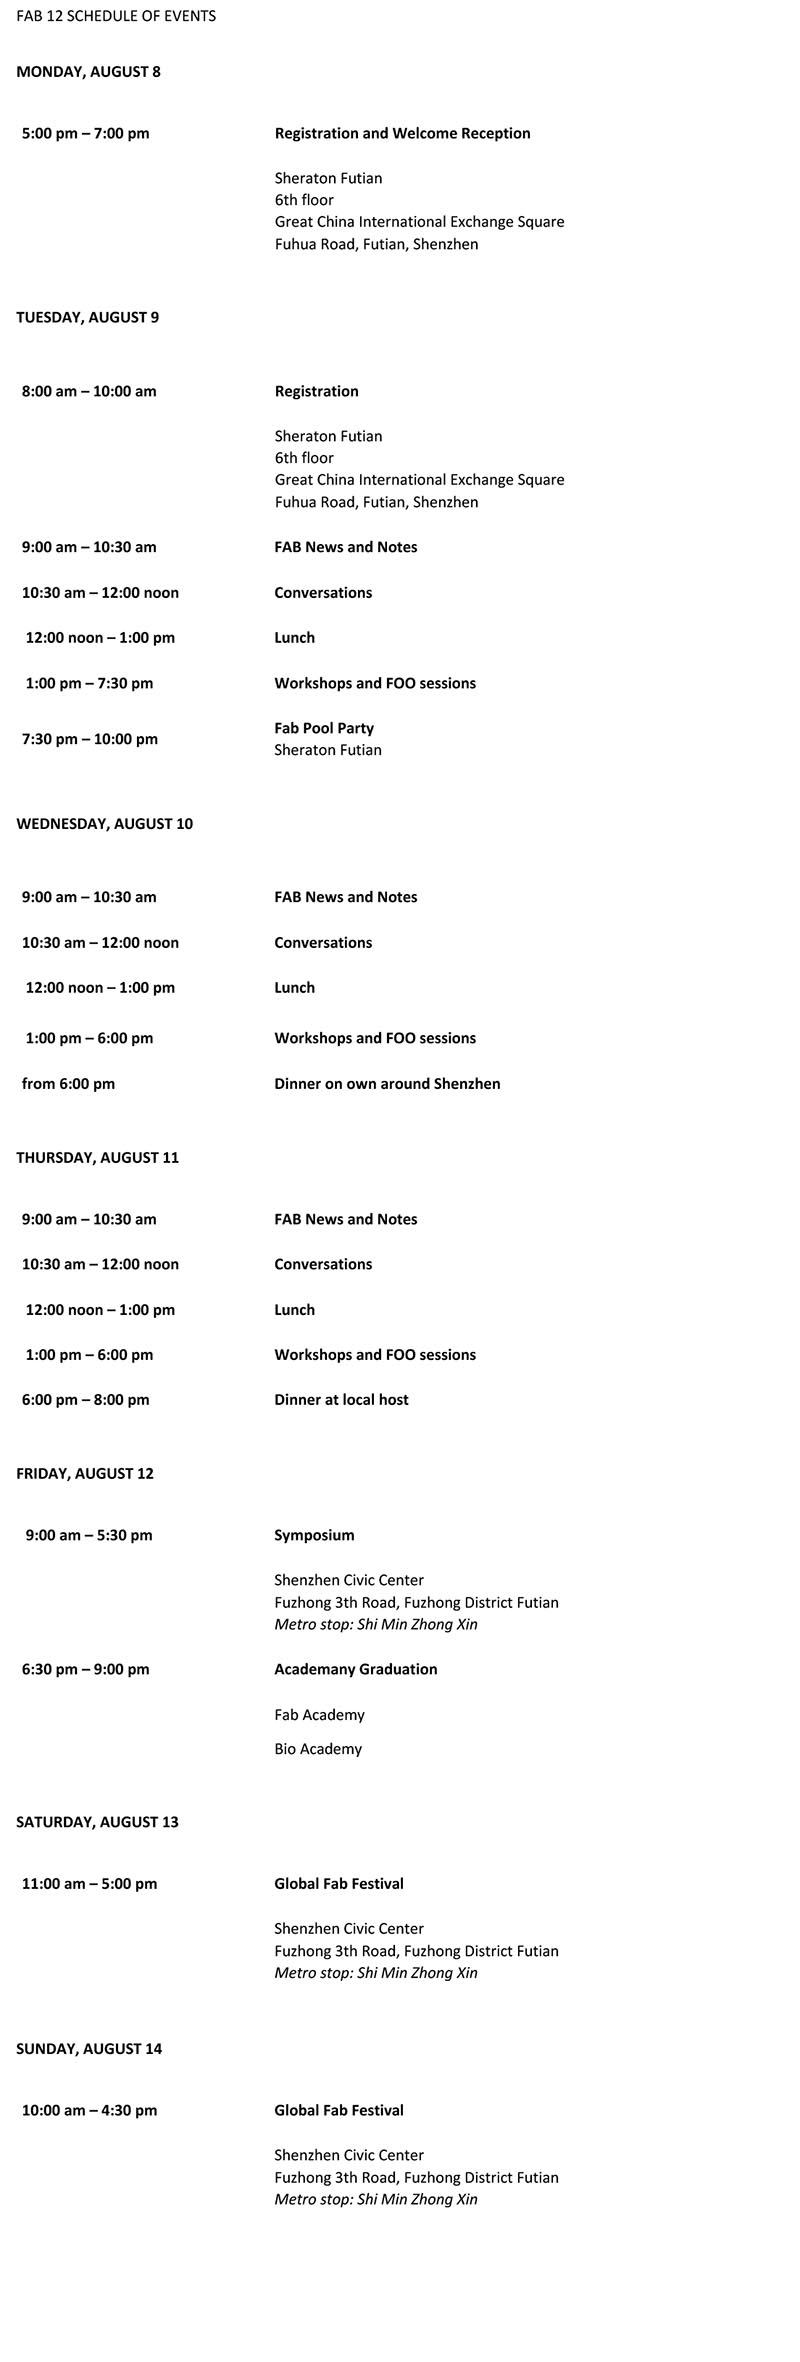 FAB 12 SCHEDULE OF EVENTS
MONDAY, AUGUST 8
5:00 pm – 7:00 pm Registration and Welcome Reception
Sheraton Futian
6th floor
Great China International Exchange Square
Fuhua Road, Futian, Shenzhen
TUESDAY, AUGUST 9
8:00 am – 10:00 am Registration
Sheraton Futian
6th floor
Great China International Exchange Square
Fuhua Road, Futian, Shenzhen
9:00 am – 10:30 am FAB News and Notes
10:30 am – 12:00 noon Conversations
12:00 noon – 1:00 pm Lunch
1:00 pm – 7:30 pm Workshops and FOO sessions
7:30 pm – 10:00 pm Fab Pool Party
Sheraton Futian
WEDNESDAY, AUGUST 10
9:00 am – 10:30 am FAB News and Notes
10:30 am – 12:00 noon Conversations
12:00 noon – 1:00 pm Lunch
1:00 pm – 6:00 pm Workshops and FOO sessions
from 6:00 pm Dinner on own around Shenzhen
THURSDAY, AUGUST 11
9:00 am – 10:30 am FAB News and Notes
10:30 am – 12:00 noon Conversations
12:00 noon – 1:00 pm Lunch
1:00 pm – 6:00 pm Workshops and FOO sessions
6:00 pm – 8:00 pm Dinner at local host
FRIDAY, AUGUST 12
9:00 am – 5:30 pm Symposium
Shenzhen Civic Center
Fuzhong 3th Road, Fuzhong District Futian
Metro stop: Shi Min Zhong Xin
6:30 pm – 9:00 pm Academany Graduation
Fab Academy
Bio Academy
SATURDAY, AUGUST 13
11:00 am – 5:00 pm Global Fab Festival
Shenzhen Civic Center
Fuzhong 3th Road, Fuzhong District Futian
Metro stop: Shi Min Zhong Xin
SUNDAY, AUGUST 14
10:00 am – 4:30 pm Global Fab Festival
Shenzhen Civic Center
Fuzhong 3th Road, Fuzhong District Futian
Metro stop: Shi Min Zhong Xin